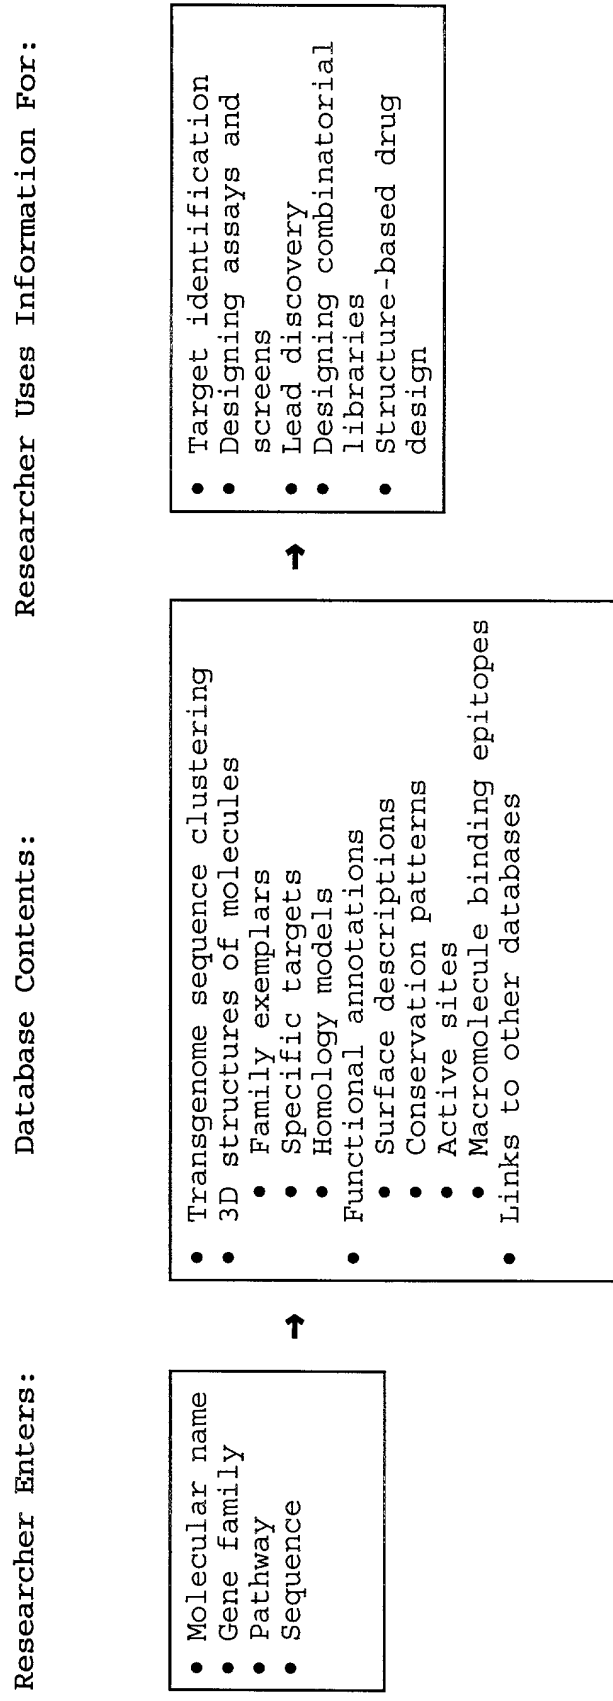 Researcher Enters:
• Molecular name
• Gene family
• Pathway
• Sequence
→
Database Contents:
• Transgenome sequence clustering
• 3D structures of molecules
• Family exemplars
• Specific targets
• Homology models
• Functional annotations
• Surface descriptions
• Conservation patterns
• Active sites
• Macromolecule binding epitopes
• Links to other databases
→
Researcher Uses Information For:
• Target identification
• Designing assays and
screens
• Lead discovery
• Designing combinatorial
libraries
• Structure-based drug
design